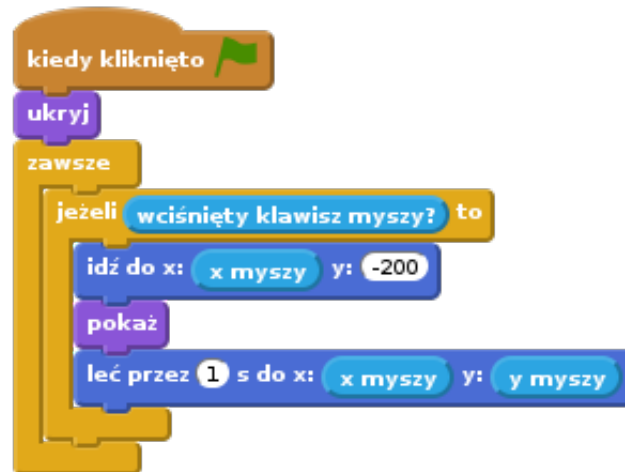 kiedy kliknięto
ukryj
zawsze
jeżeli wciśnięty klawisz myszy? to
idź do x: x myszy y: -200
pokaż
leć przez 1 s do x: x myszy y: y myszy